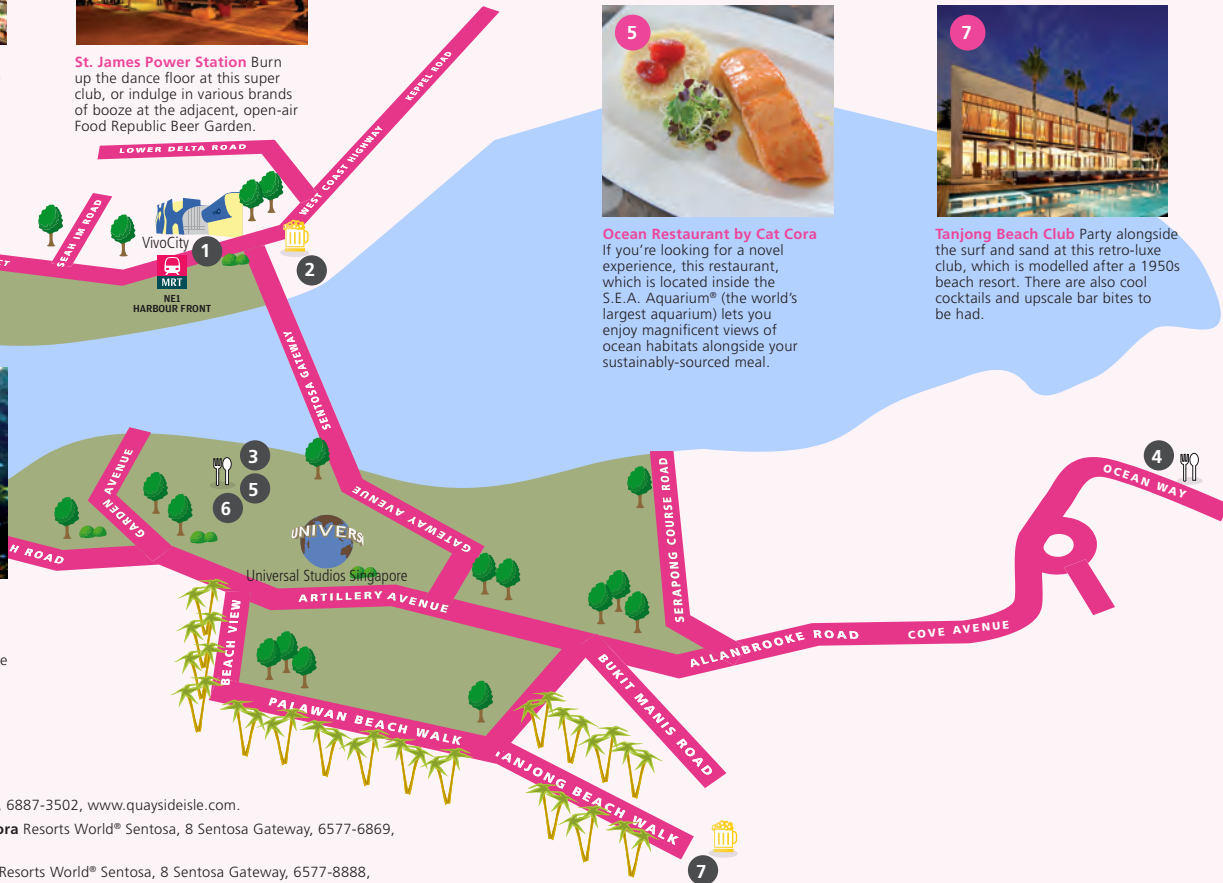 St. James Power Station Burn
up the dance floor at this super
club, or indulge in various brands
of booze at the adjacent, open-air
Food Republic Beer Garden.
5
Ocean Restaurant by Cat Cora
If you’re looking for a novel
experience, this restaurant,
which is located inside the
S.E.A. Aquarium® (the world’s
largest aquarium) lets you
enjoy magnificent views of
ocean habitats alongside your
sustainably-sourced meal.
7
Tanjong Beach Club Party alongside
the surf and sand at this retro-luxe
club, which is modelled after a 1950s
beach resort. There are also cool
cocktails and upscale bar bites to
be had.
KEPPEL ROAD
WEST COAST HIGHWAY
LOWER DELTA ROAD
SEAH IM ROAD
VivoCity
1
2
MRT
NE1
HARBOUR FRONT
SENTOSA GATEWAY
3
5
6
GARDEN AVENUE
GATEWAY AVENUE
UNIVERS
Universal Studios Singapore
H ROAD
ARTILLERY AVENUE
BEACH VIEW
PALAWAN BEACH WALK
SERAPONG COURSE ROAD
ALLANBROOKE ROAD
COVE AVENUE
4
OCEAN WAY
BUKIT MANIS ROAD
TANJONG BEACH WALK
7
e
6887-3502, www.quaysideisle.com.
ora Resorts World® Sentosa, 8 Sentosa Gateway, 6577-6869,
Resorts World® Sentosa, 8 Sentosa Gateway, 6577-8888,